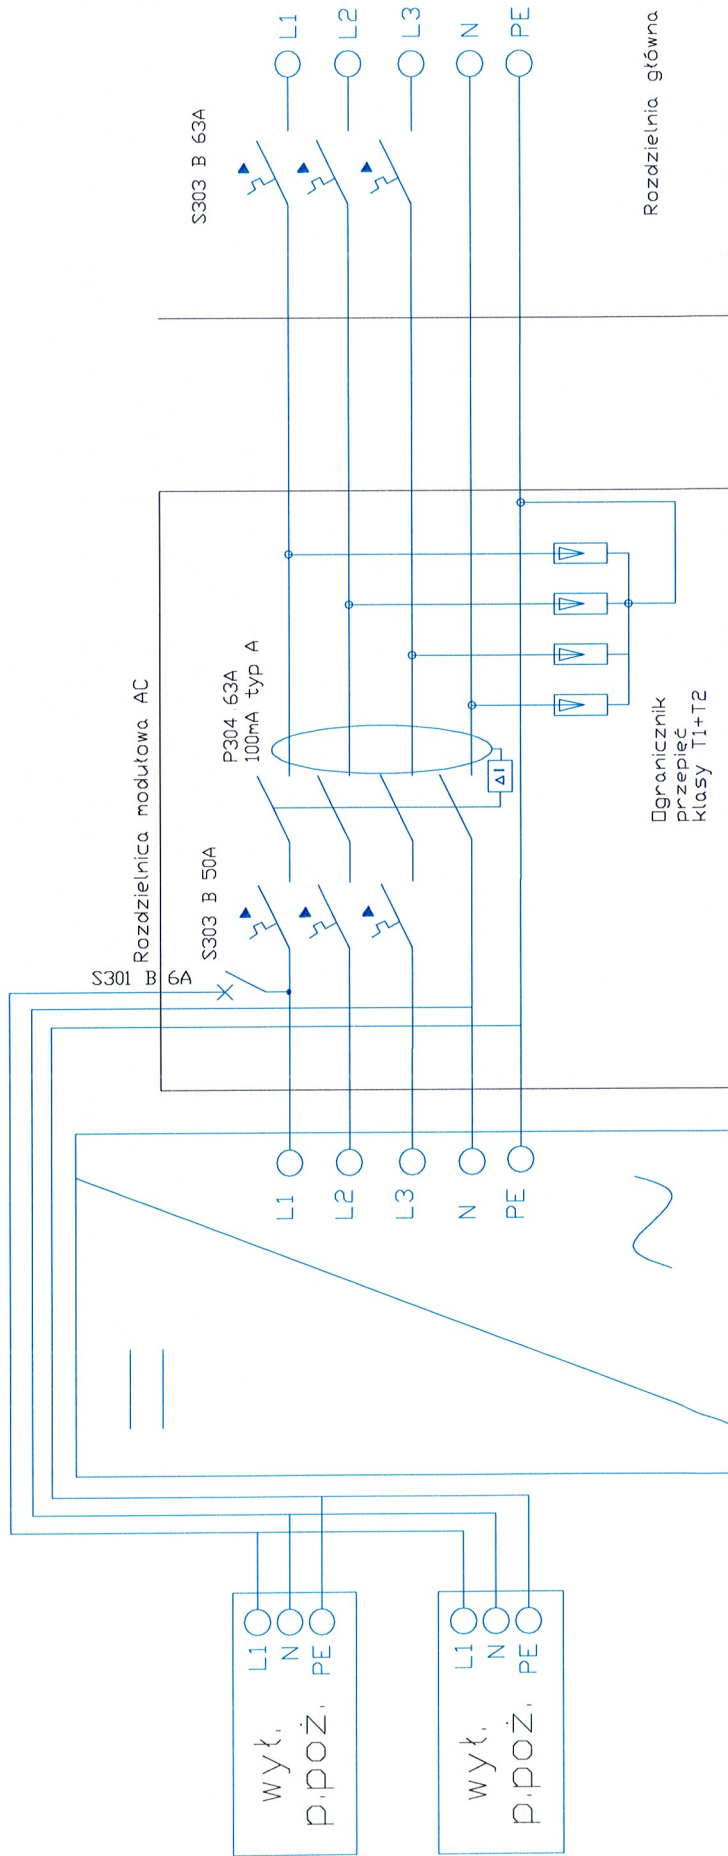 wył.
p.poż.
L1
N
PE
wył.
p.poż.
L1
N
PE
L1
L2
L3
N
PE
Rozdzielnica modułowa AC
S301 B 6A
S303 B 50A
P304 63A
100mA typ A
ΔI
Ogranicznik
przepięć
klasy T1+T2
S303 B 63A
L1
L2
L3
N
PE
Rozdzielnia główna